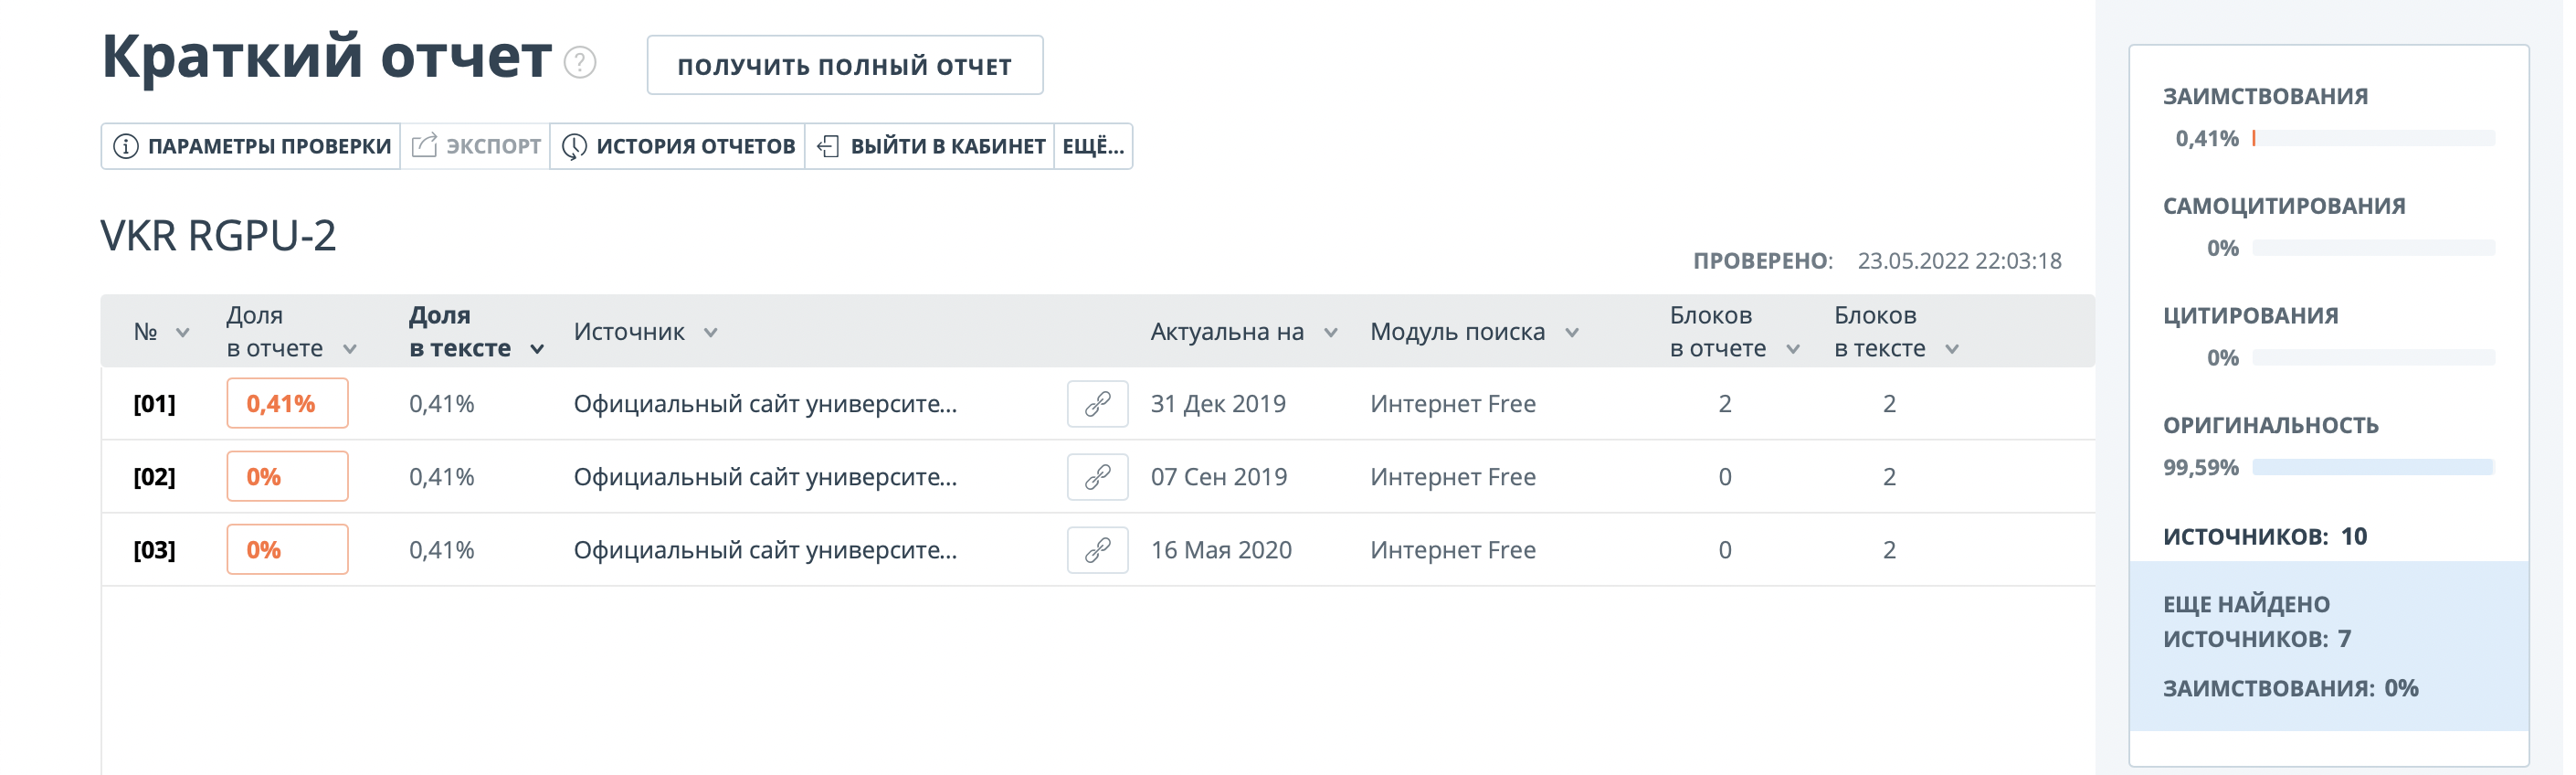 Краткий отчет ?
ПОЛУЧИТЬ ПОЛНЫЙ ОТЧЕТ
ПАРАМЕТРЫ ПРОВЕРКИ ЭКСПОРТ ИСТОРИЯ ОТЧЕТОВ ВЫЙТИ В КАБИНЕТ ЕЩЁ...
VKR RGPU-2
ПРОВЕРЕНО: 23.05.2022 22:03:18
№ Доля в отчете Доля в тексте Источник Актуальна на Модуль поиска Блоков в отчете Блоков в тексте
[01] 0,41% 0,41% Официальный сайт университе... 31 Дек 2019 Интернет Free 2 2
[02] 0% 0,41% Официальный сайт университе... 07 Сен 2019 Интернет Free 0 2
[03] 0% 0,41% Официальный сайт университе... 16 Мая 2020 Интернет Free 0 2
ЗАИМСТВОВАНИЯ
0,41%
САМОЦИТИРОВАНИЯ
0%
ЦИТИРОВАНИЯ
0%
ОРИГИНАЛЬНОСТЬ
99,59%
ИСТОЧНИКОВ: 10
ЕЩЕ НАЙДЕНО
ИСТОЧНИКОВ: 7
ЗАИМСТВОВАНИЯ: 0%